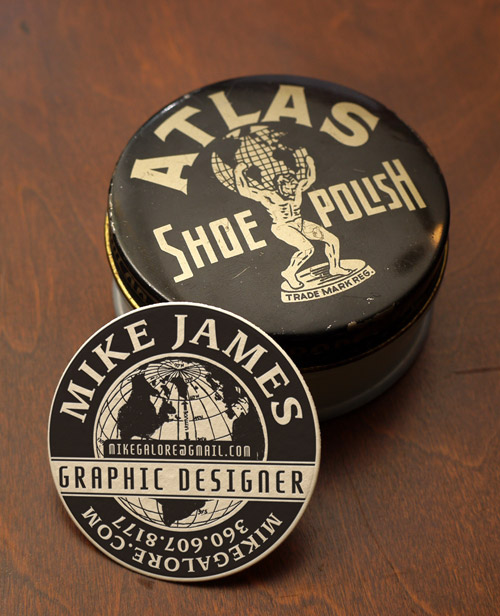 ATLAS
SHOE POLISH
TRADE MARK REG.
MIKE JAMES
mikegalore@gmail.com
GRAPHIC DESIGNER
360.607.8177
MIKEGALORE.COM